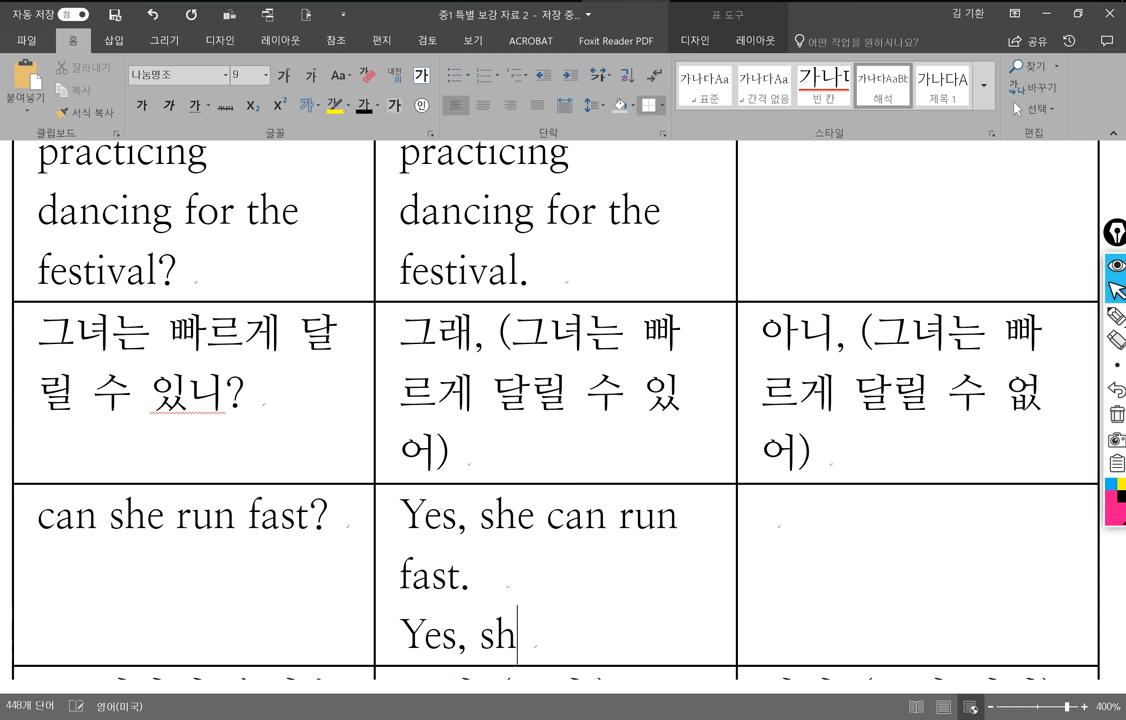 자동 저장 컴
중1 특별 보강 자료 2 - 저장 중...
표 도구
김 기환
파일 홈 삽입 그리기 디자인 레이아웃 참조 편지 검토 보기 ACROBAT Foxit Reader PDF 디자인 레이아웃 어떤 작업을 원하시나요? 공유
붙여넣기
잘라내기
복사
서식 복사
클립보드
나눔명조 9
글꼴
단락
가나다Aa 표준
가나다Aa 간격 없음
빈 칸
가나다AaBb 해석
가나다A 제목 1
스타일
찾기
바꾸기
선택
편집
practicing
dancing for the
festival?
practicing
dancing for the
festival.
그녀는 빠르게 달
릴 수 있니?
그래, (그녀는 빠
르게 달릴 수 있
어)
아니, (그녀는 빠
르게 달릴 수 없
어)
can she run fast?
Yes, she can run
fast.
Yes, sh
448개 단어 영어(미국) 400%